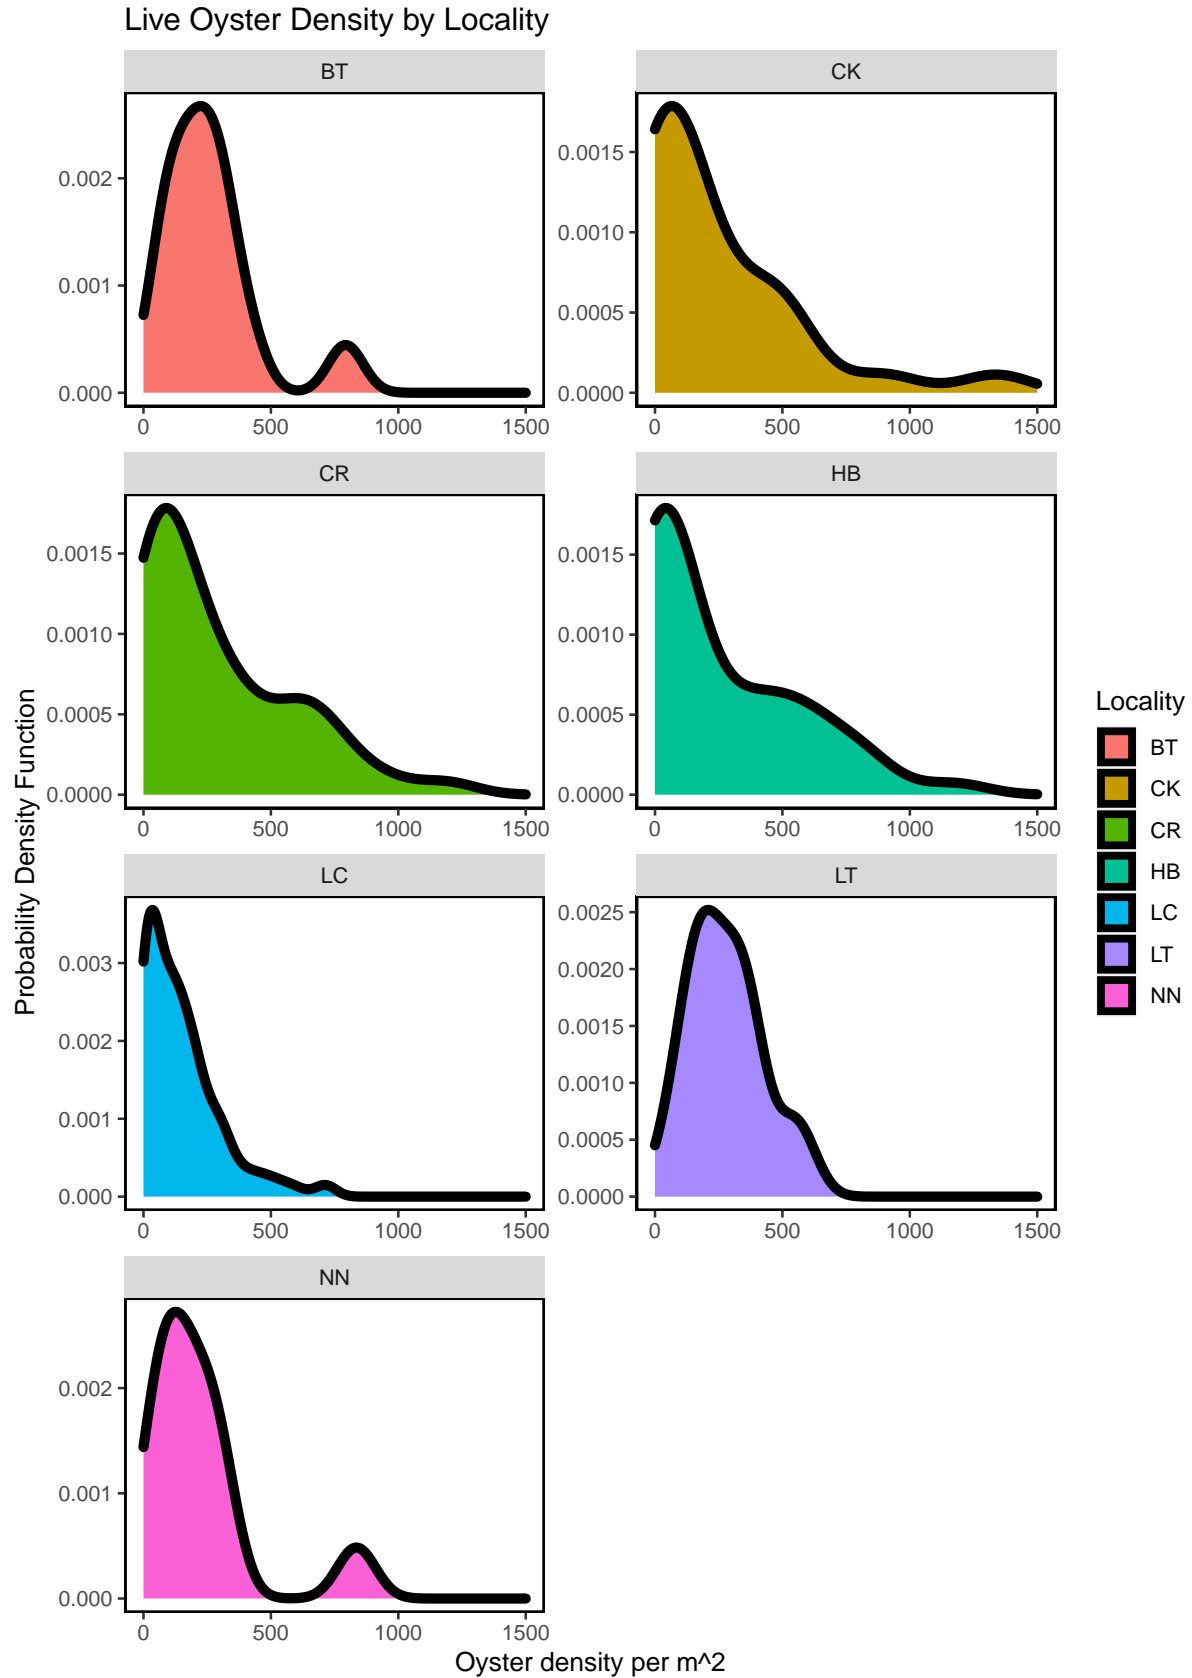 Live Oyster Density by Locality
BT
CK
0.002
0.001
0.000
0.0015
0.0010
0.0005
0.0000
0 500 1000 1500
0 500 1000 1500
CR
HB
0.0015
0.0010
0.0005
0.0000
0.0015
0.0010
0.0005
0.0000
0 500 1000 1500
0 500 1000 1500
LC
LT
0.003
0.002
0.001
0.000
0.0025
0.0020
0.0015
0.0010
0.0005
0.0000
0 500 1000 1500
0 500 1000 1500
NN
0.002
0.001
0.000
0 500 1000 1500
Probability Density Function
Oyster density per m^2
Locality
BT
CK
CR
HB
LC
LT
NN